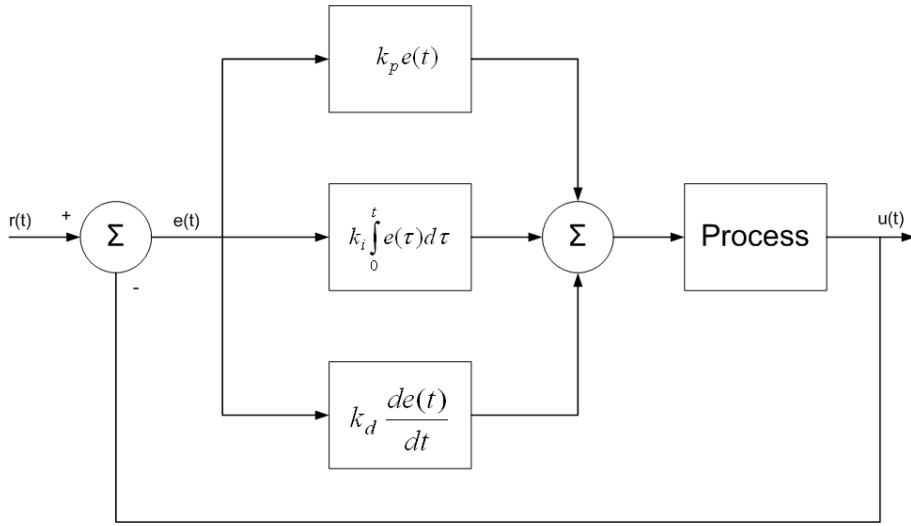 k_p e(t)
r(t)
+
Σ
e(t)
k_i ∫_0^t e(τ)dτ
Σ
Process
u(t)
-
k_d de(t)/dt